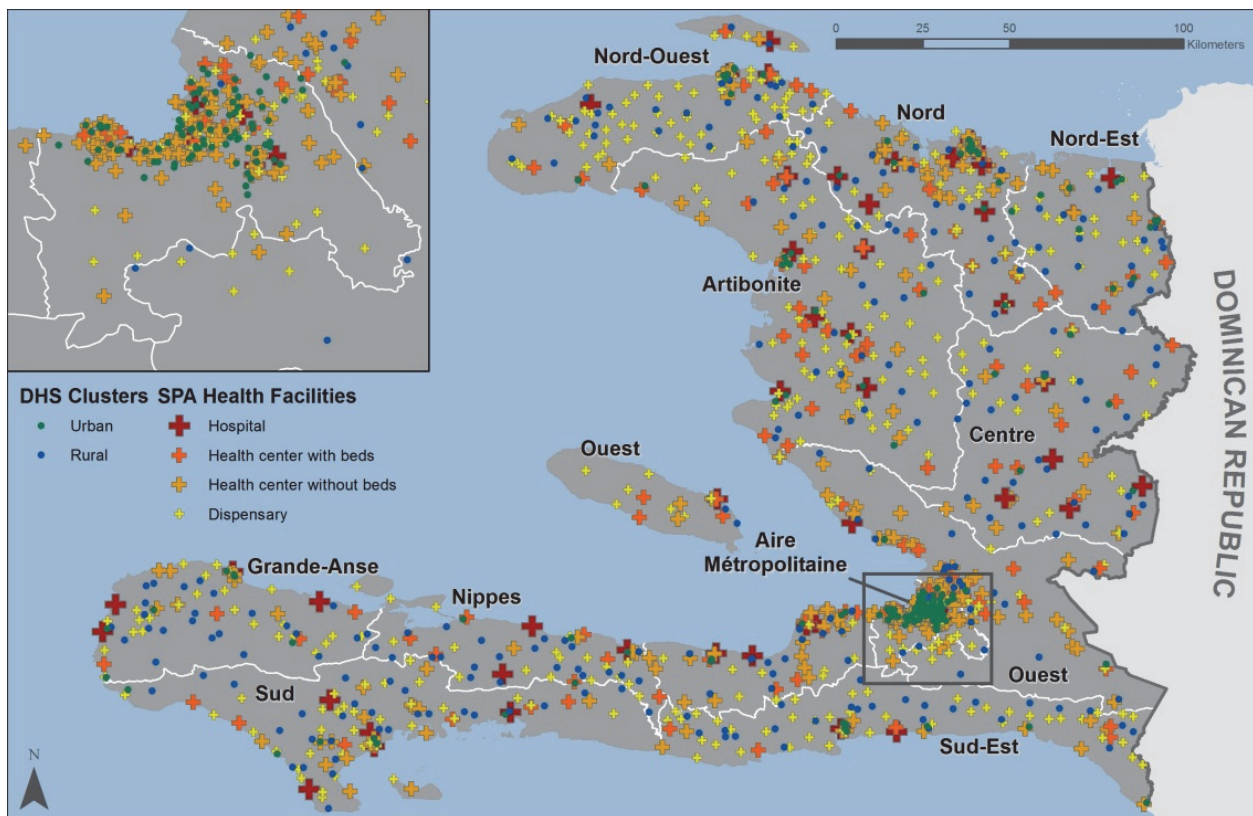 0 50 100
25 Kilometers
Nord-Ouest
Nord
Nord-Est
Artibonite
DOMINICAN REPUBLIC
DHS Clusters SPA Health Facilities
Urban Hospital
Rural Health center with beds
Health center without beds
Dispensary
Centre
Ouest
Aire
Métropolitaine
Grande-Anse
Nippes
Sud
Ouest
Sud-Est
N